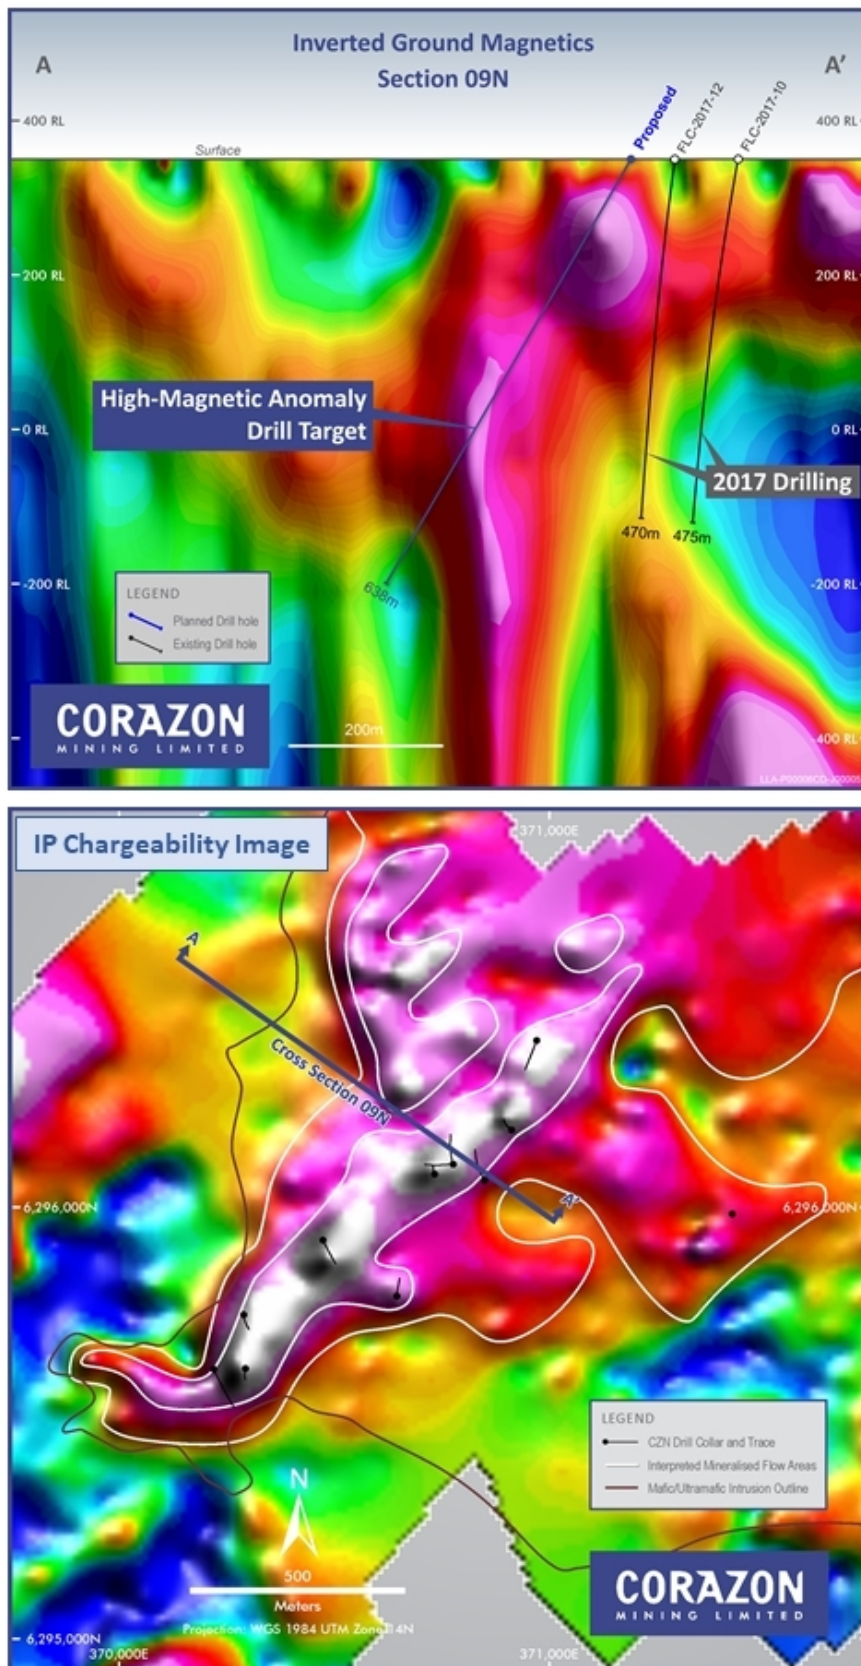 Inverted Ground Magnetics
Section 09N
A
A'
400 RL
400 RL
Surface
Proposed
FLC-2017-12
FLC-2017-10
200 RL
200 RL
High-Magnetic Anomaly
Drill Target
0 RL
0 RL
2017 Drilling
470m
475m
638m
-200 RL
-200 RL
LEGEND
Planned Drill hole
Existing Drill hole
CORAZON
MINING LIMITED
200m
-400 RL
IP Chargeability Image
371,000E
A
Cross Section 09N
A'
6,296,000N
6,296,000N
LEGEND
CZN Drill Collar and Trace
Interpreted Mineralised Flow Areas
Mafic/Ultramafic Intrusion Outline
N
500
Meters
Projection: WGS 1984 UTM Zone 14N
CORAZON
MINING LIMITED
6,295,000N
370,000E
371,000E